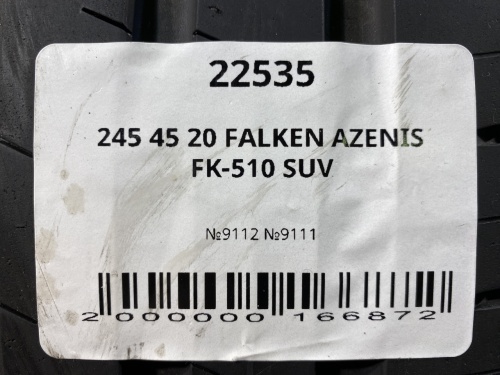 22535
245 45 20 FALKEN AZENIS
FK-510 SUV
№9112 №9111
2 000000 166872